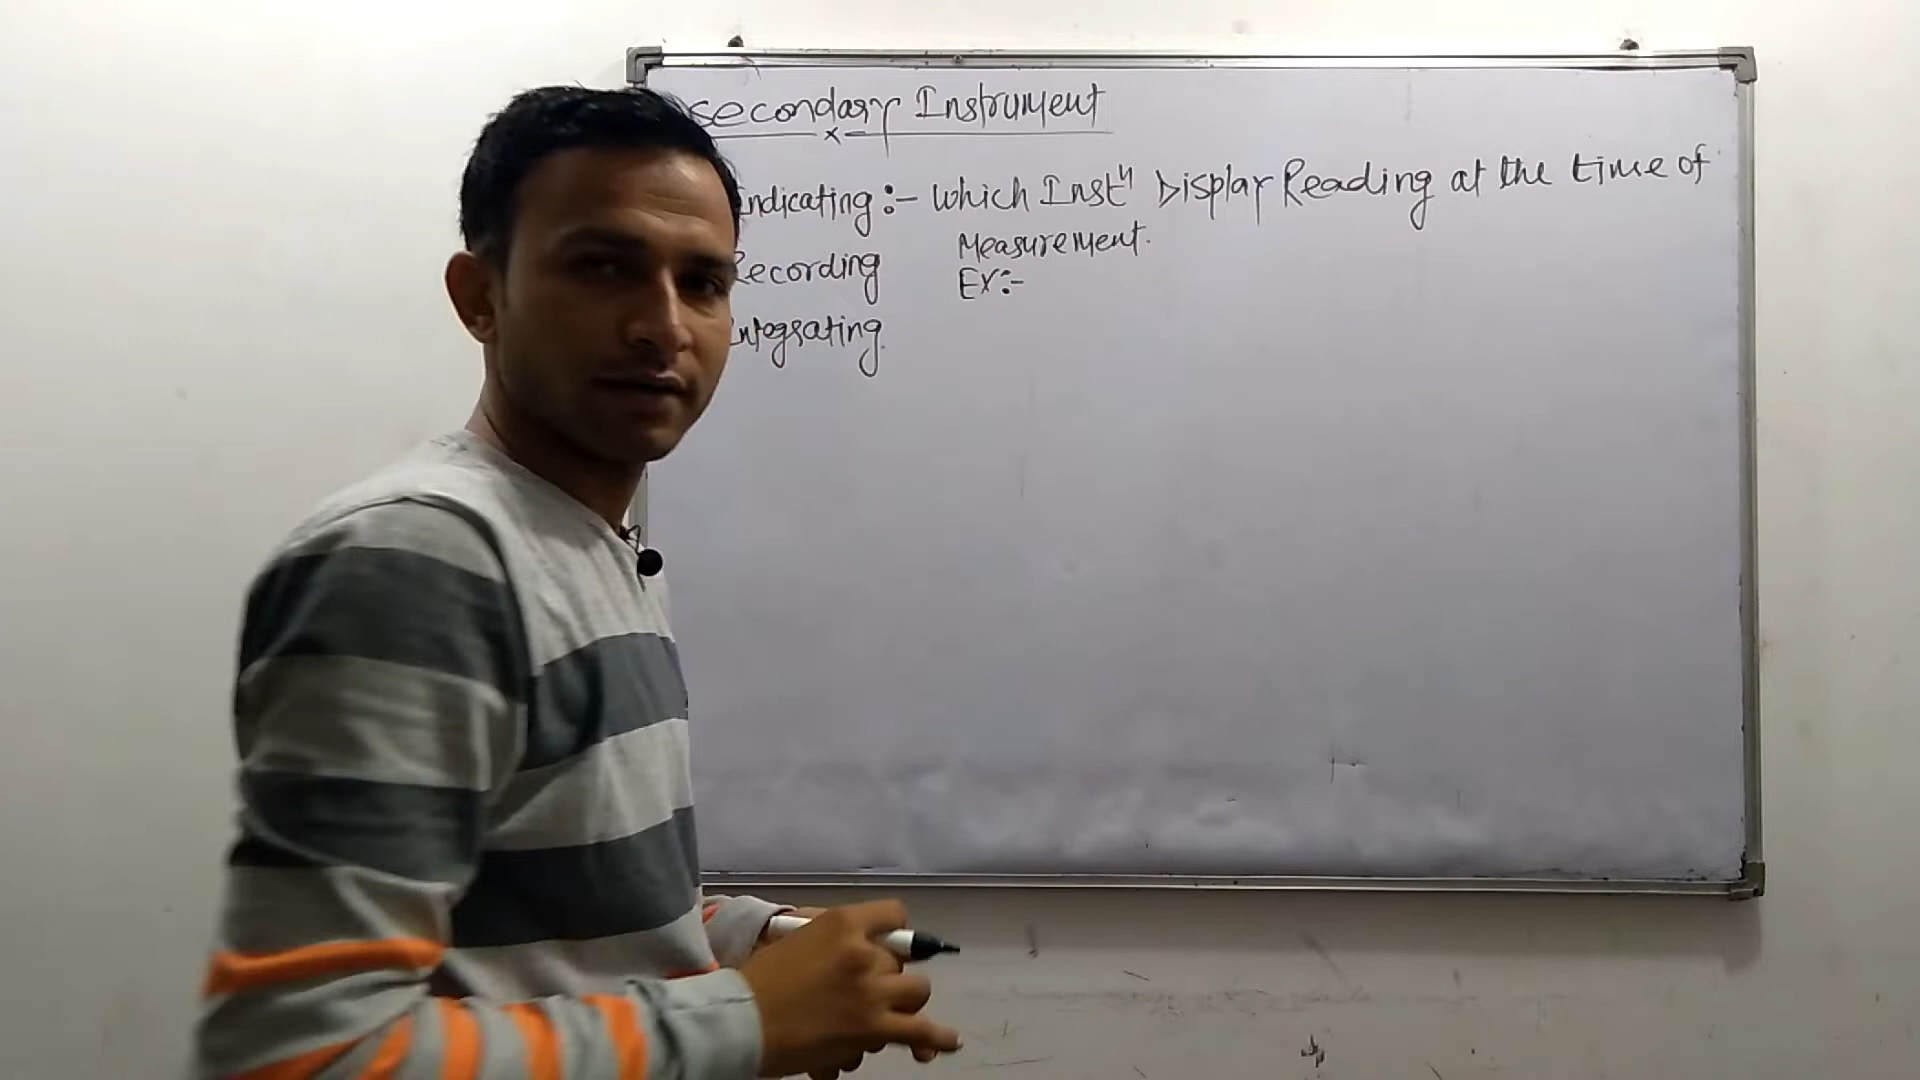 secondary Instrument
Indicating :- which Instn Display Reading at the time of
Measurement.
Recording
Ex:-
Integrating.